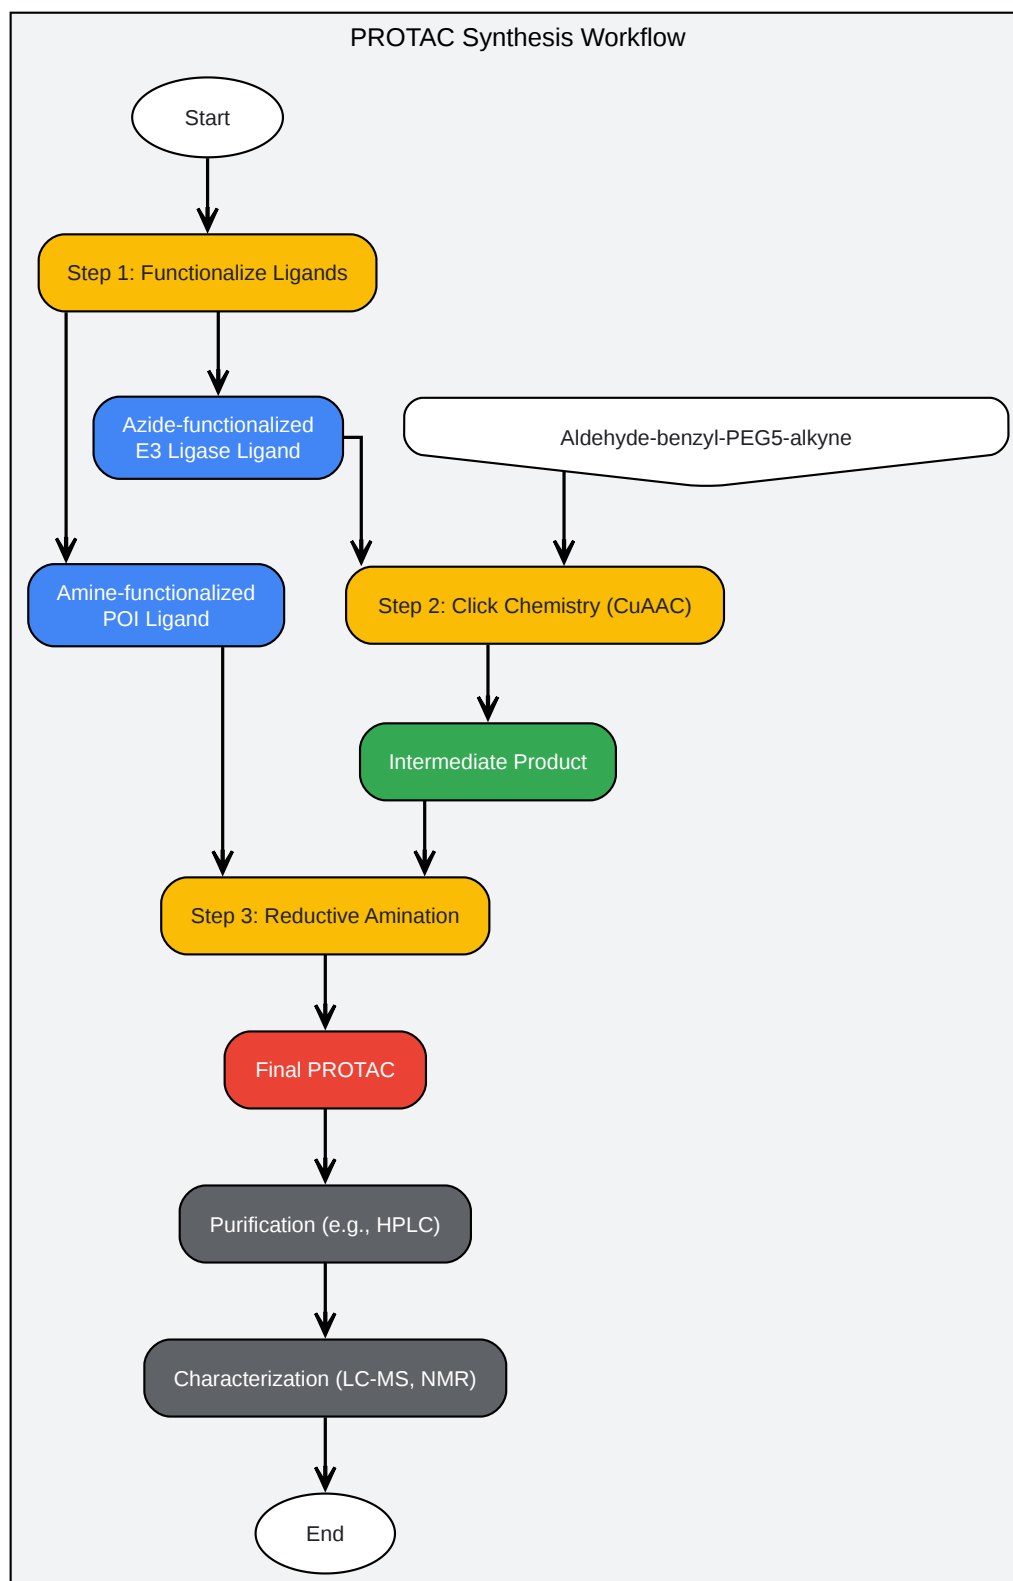 PROTAC Synthesis Workflow
Start
Step 1: Functionalize Ligands
Azide-functionalized
E3 Ligase Ligand
Aldehyde-benzyl-PEG5-alkyne
Amine-functionalized
POI Ligand
Step 2: Click Chemistry (CuAAC)
Intermediate Product
Step 3: Reductive Amination
Final PROTAC
Purification (e.g., HPLC)
Characterization (LC-MS, NMR)
End